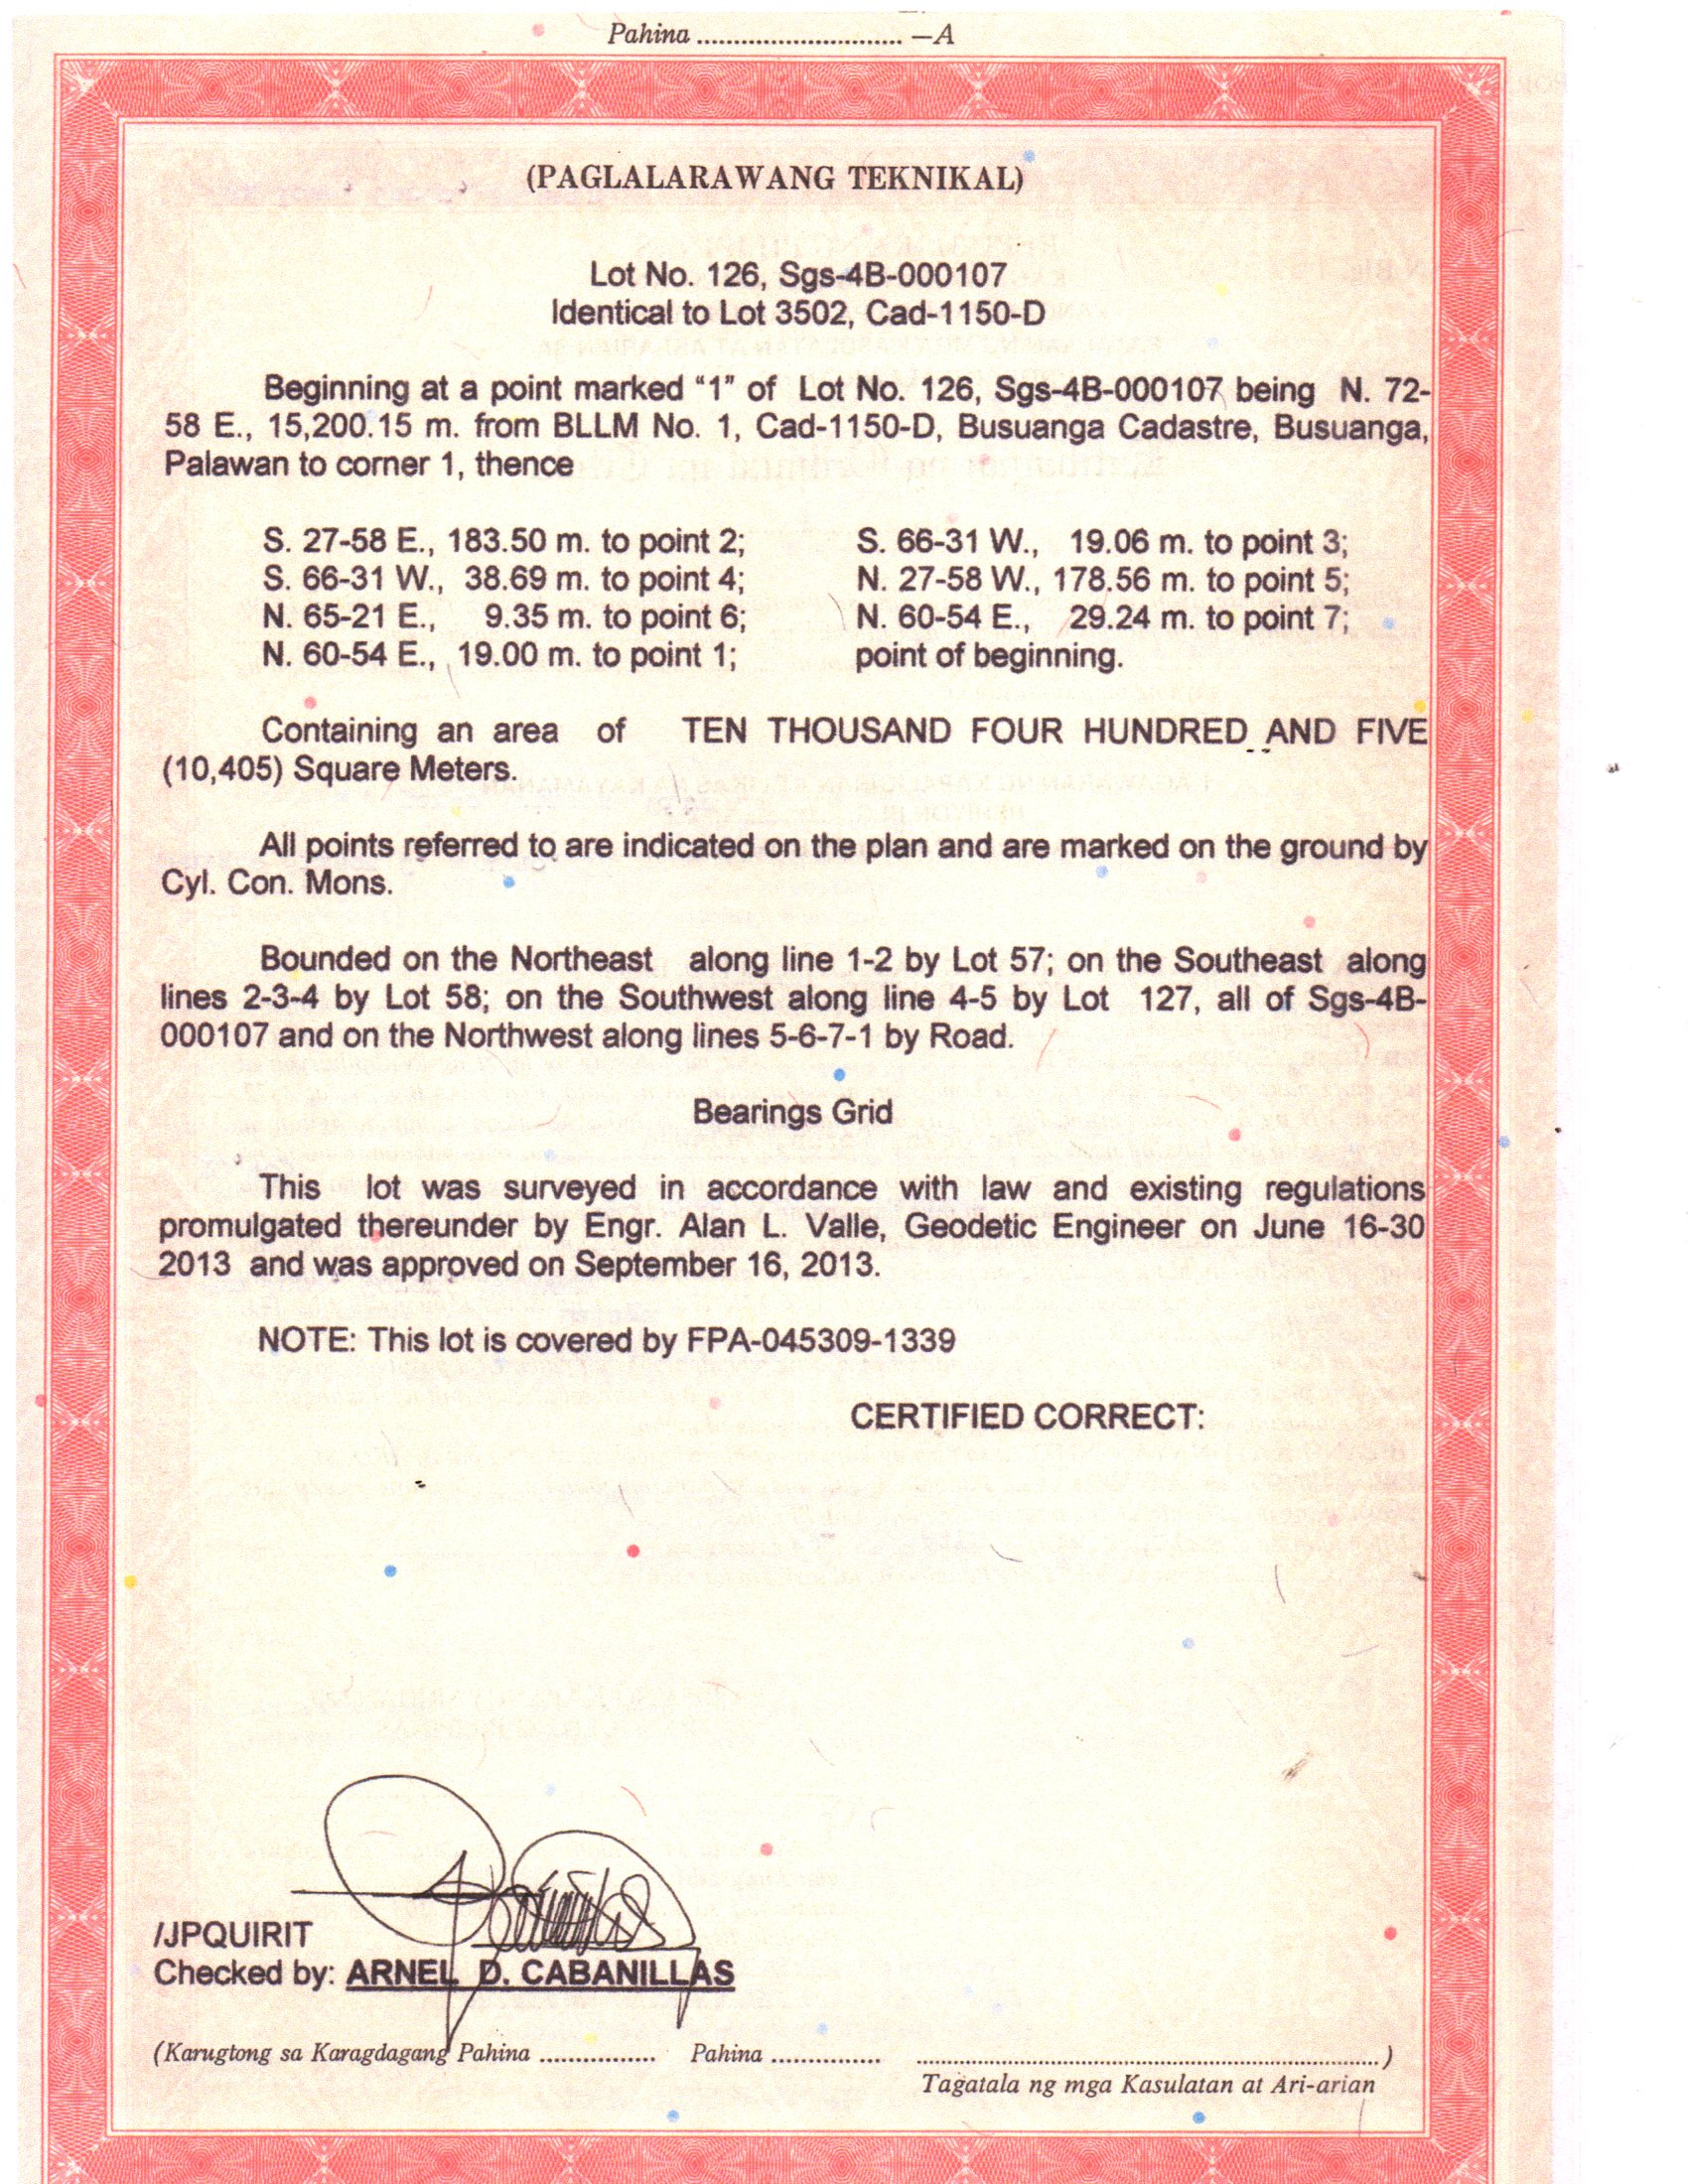 Pahina ............................ —A
(PAGLALARAWANG TEKNIKAL)
Lot No. 126, Sgs-4B-000107
Identical to Lot 3502, Cad-1150-D
Beginning at a point marked “1” of Lot No. 126, Sgs-4B-000107 being N. 72-
58 E., 15,200.15 m. from BLLM No. 1, Cad-1150-D, Busuanga Cadastre, Busuanga,
Palawan to corner 1, thence
S. 27-58 E., 183.50 m. to point 2; S. 66-31 W., 19.06 m. to point 3;
S. 66-31 W., 38.69 m. to point 4; N. 27-58 W., 178.56 m. to point 5;
N. 65-21 E., 9.35 m. to point 6; N. 60-54 E., 29.24 m. to point 7;
N. 60-54 E., 19.00 m. to point 1; point of beginning.
Containing an area of TEN THOUSAND FOUR HUNDRED AND FIVE
(10,405) Square Meters.
All points referred to are indicated on the plan and are marked on the ground by
Cyl. Con. Mons.
Bounded on the Northeast along line 1-2 by Lot 57; on the Southeast along
lines 2-3-4 by Lot 58; on the Southwest along line 4-5 by Lot 127, all of Sgs-4B-
000107 and on the Northwest along lines 5-6-7-1 by Road.
Bearings Grid
This lot was surveyed in accordance with law and existing regulations
promulgated thereunder by Engr. Alan L. Valle, Geodetic Engineer on June 16-30
2013 and was approved on September 16, 2013.
NOTE: This lot is covered by FPA-045309-1339
CERTIFIED CORRECT:
/JPQUIRIT
Checked by: ARNEL D. CABANILLAS
(Karugtong sa Karagdagang Pahina ................ Pahina ............... ...............................................................)
Tagatala ng mga Kasulatan at Ari-arian